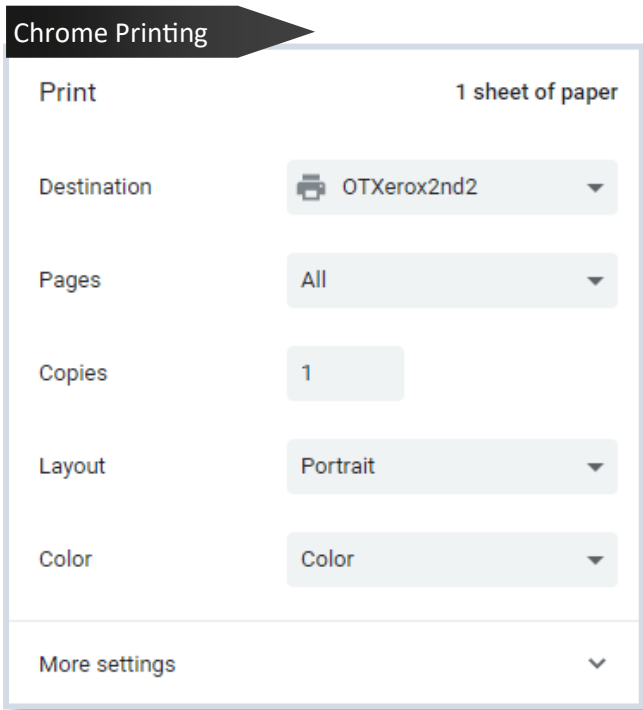 Chrome Printing
Print 1 sheet of paper
Destination OTXerox2nd2
Pages All
Copies 1
Layout Portrait
Color Color
More settings